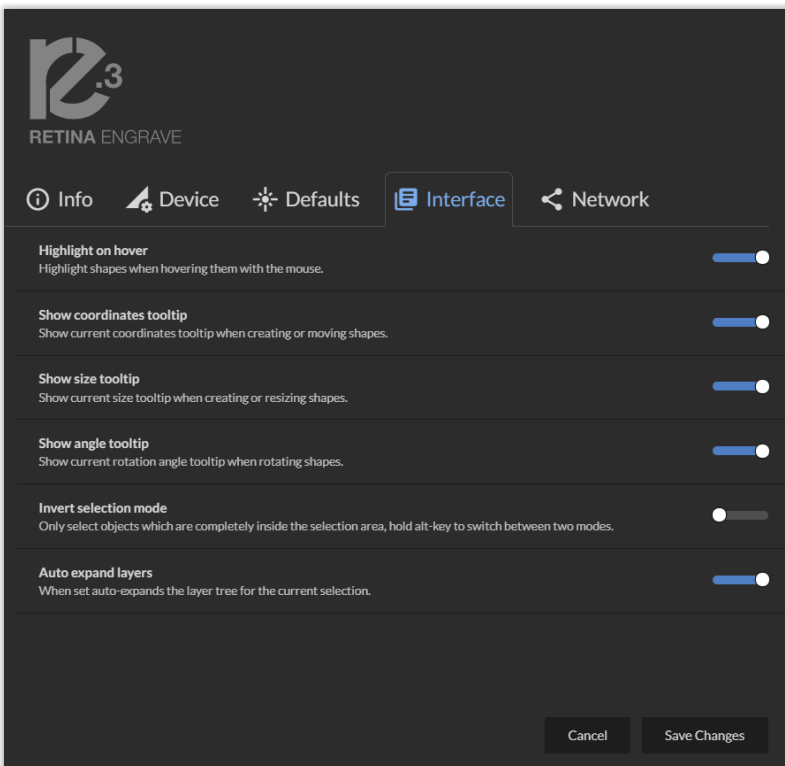 re.3
RETINA ENGRAVE
Info Device Defaults Interface Network
Highlight on hover
Highlight shapes when hovering them with the mouse.
Show coordinates tooltip
Show current coordinates tooltip when creating or moving shapes.
Show size tooltip
Show current size tooltip when creating or resizing shapes.
Show angle tooltip
Show current rotation angle tooltip when rotating shapes.
Invert selection mode
Only select objects which are completely inside the selection area, hold alt-key to switch between two modes.
Auto expand layers
When set auto-expands the layer tree for the current selection.
Cancel Save Changes